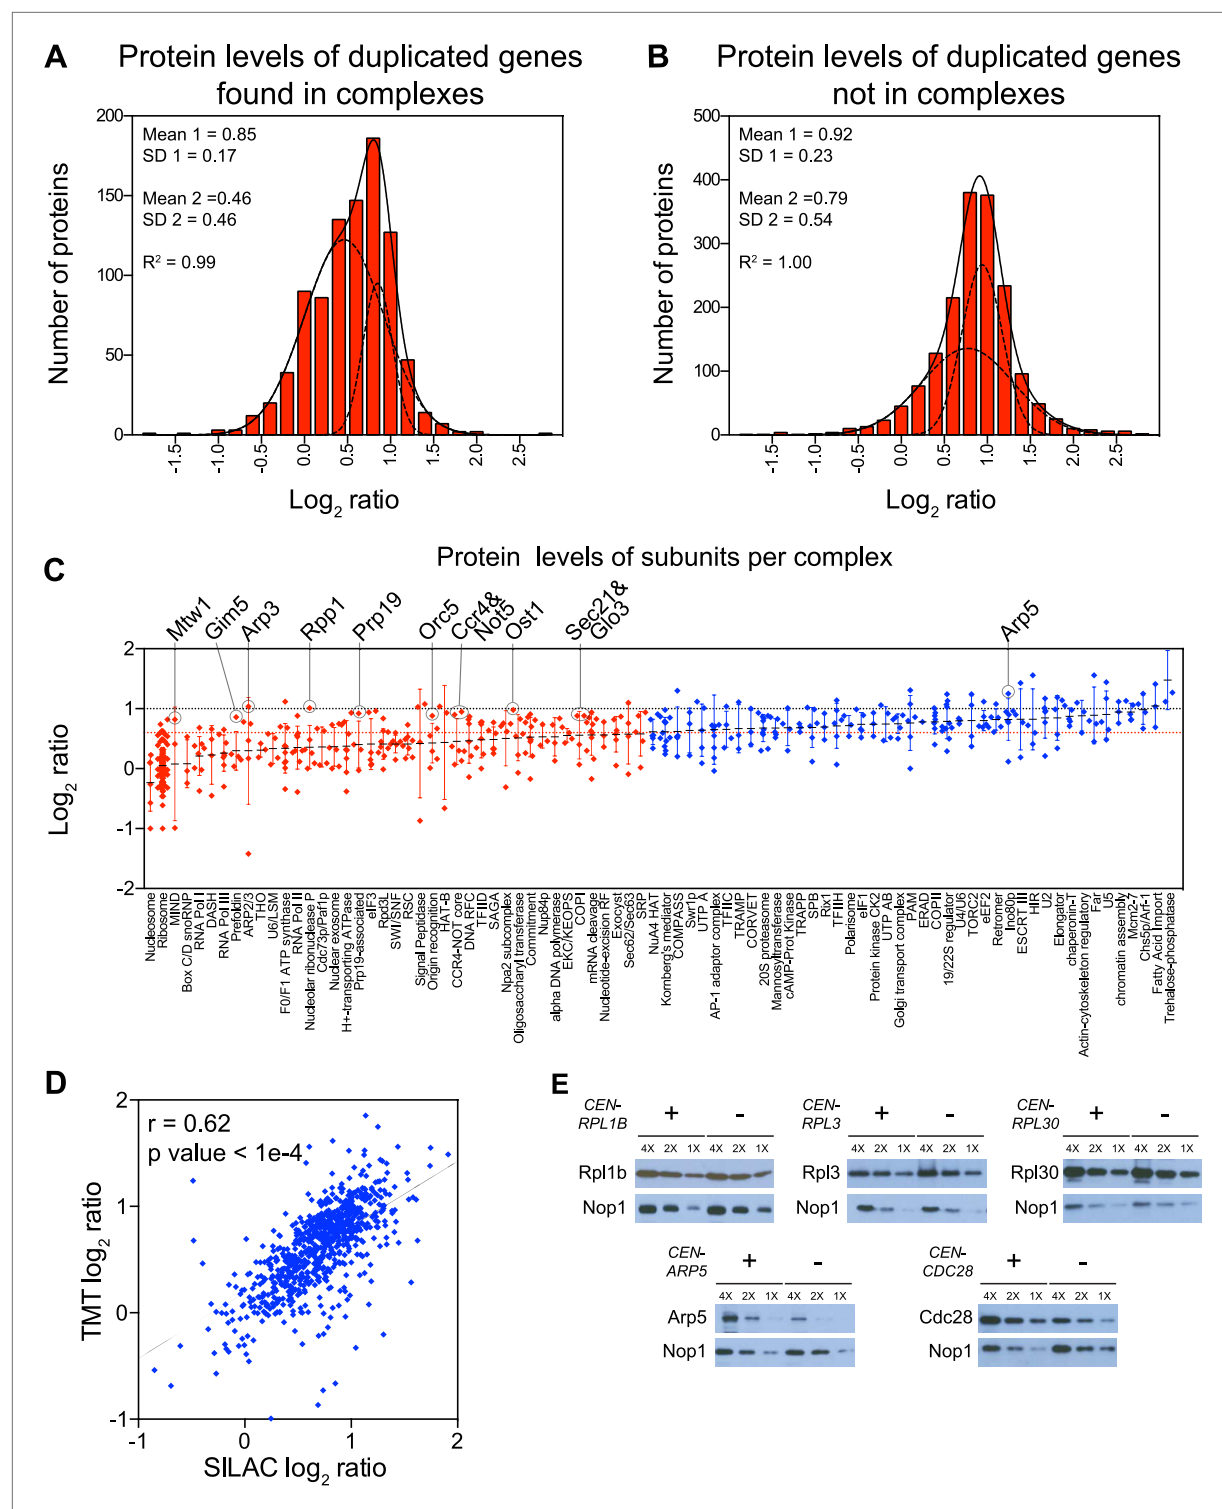 A
Protein levels of duplicated genes
found in complexes
Mean 1 = 0.85
SD 1 = 0.17
Mean 2 =0.46
SD 2 = 0.46
R2 = 0.99
Number of proteins
200
150
100
50
0
-1.5
-1.0
-0.5
0.0
0.5
1.0
1.5
2.0
2.5
Log2 ratio
B
Protein levels of duplicated genes
not in complexes
Mean 1 = 0.92
SD 1 = 0.23
Mean 2 =0.79
SD 2 = 0.54
R2 = 1.00
Number of proteins
500
400
300
200
100
0
-1.5
-1.0
-0.5
0.0
0.5
1.0
1.5
2.0
2.5
Log2 ratio
C
Protein levels of subunits per complex
Mtw1
Gim5
Arp3
Rpp1
Prp19
Orc5
Ccr4&
Not5
Ost1
Sec21&
Glo3
Arp5
Log2 ratio
2
1
0
-1
-2
Nucleosome
Ribosome
MIND
Box C/D snoRNP
RNA Pol I
DASH
RNA Pol III
Prefoldin
ARP2/3
THO
U6/LSM
F0/F1 ATP synthase
RNA Pol II
Nucleolar ribonuclease P
Cdc73p/Paf1p
Nuclear exosome
H+-transporting ATPase
Prp19-associated
eIF3
Rpd3L
SWI/SNF
RSC
Signal Peptidase
Origin recognition
HAT-B
CCR4-NOT core
DNA RFC
TFIID
SAGA
Npa2 subcomplex
Oligosaccharyl transferase
Commitment
Nup84p
alpha DNA polymerase
EKC/KEOPS
COPI
mRNA cleavage
Nucleotide-excision RF
Exocyst
Sec62/Sec63
SRP
NuA4 HAT
Kornberg's mediator
COMPASS
Swr1p
UTP A
AP-1 adaptor complex
TFIIC
TRAMP
CORVET
20S proteasome
Mannosyltransferase
cAMP-Prot Kinase
TRAPP
SPB
Rix1
TFIIH
Polarisome
eIF1
Protein kinase CK2
UTP AB
Golgi transport complex
PAM
ERAD
COPII
19/22S regulator
U4/U6
TORC2
eEF2
Retromer
Ino80p
ESCRT III
HIR
U2
Elongator
chaperonin-T
Actin-cytoskeleton regulatory
Far
U5
chromatin assembly
Mcm2-7
Chs5p/Arf-1
Fatty Acid Import
Trehalose-phosphatase
D
r = 0.62
p value < 1e-4
TMT log2 ratio
2
1
0
-1
-1
0
1
2
SILAC log2 ratio
E
CEN-
RPL1B
+
-
4X 2X 1X 4X 2X 1X
Rpl1b
Nop1
CEN-
RPL3
+
-
4X 2X 1X 4X 2X 1X
Rpl3
Nop1
CEN-
RPL30
+
-
4X 2X 1X 4X 2X 1X
Rpl30
Nop1
CEN-
ARP5
+
-
4X 2X 1X 4X 2X 1X
Arp5
Nop1
CEN-
CDC28
+
-
4X 2X 1X 4X 2X 1X
Cdc28
Nop1